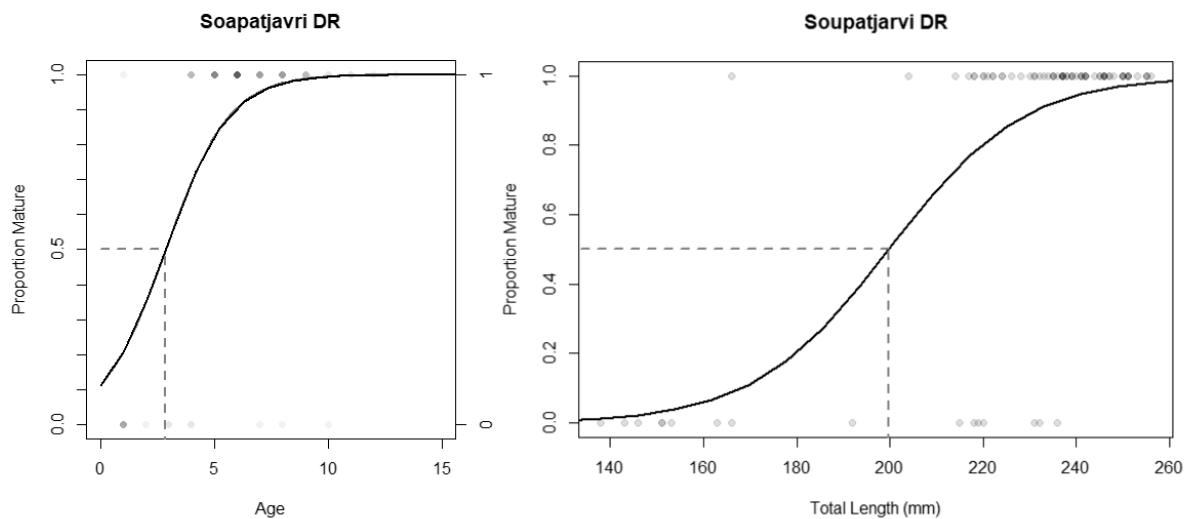 Soapatjavri DR
Proportion Mature
1.0
0.5
0.0
1
0
0 5 10 15
Age
Soupatjarvi DR
Proportion Mature
1.0
0.8
0.6
0.4
0.2
0.0
140 160 180 200 220 240 260
Total Length (mm)